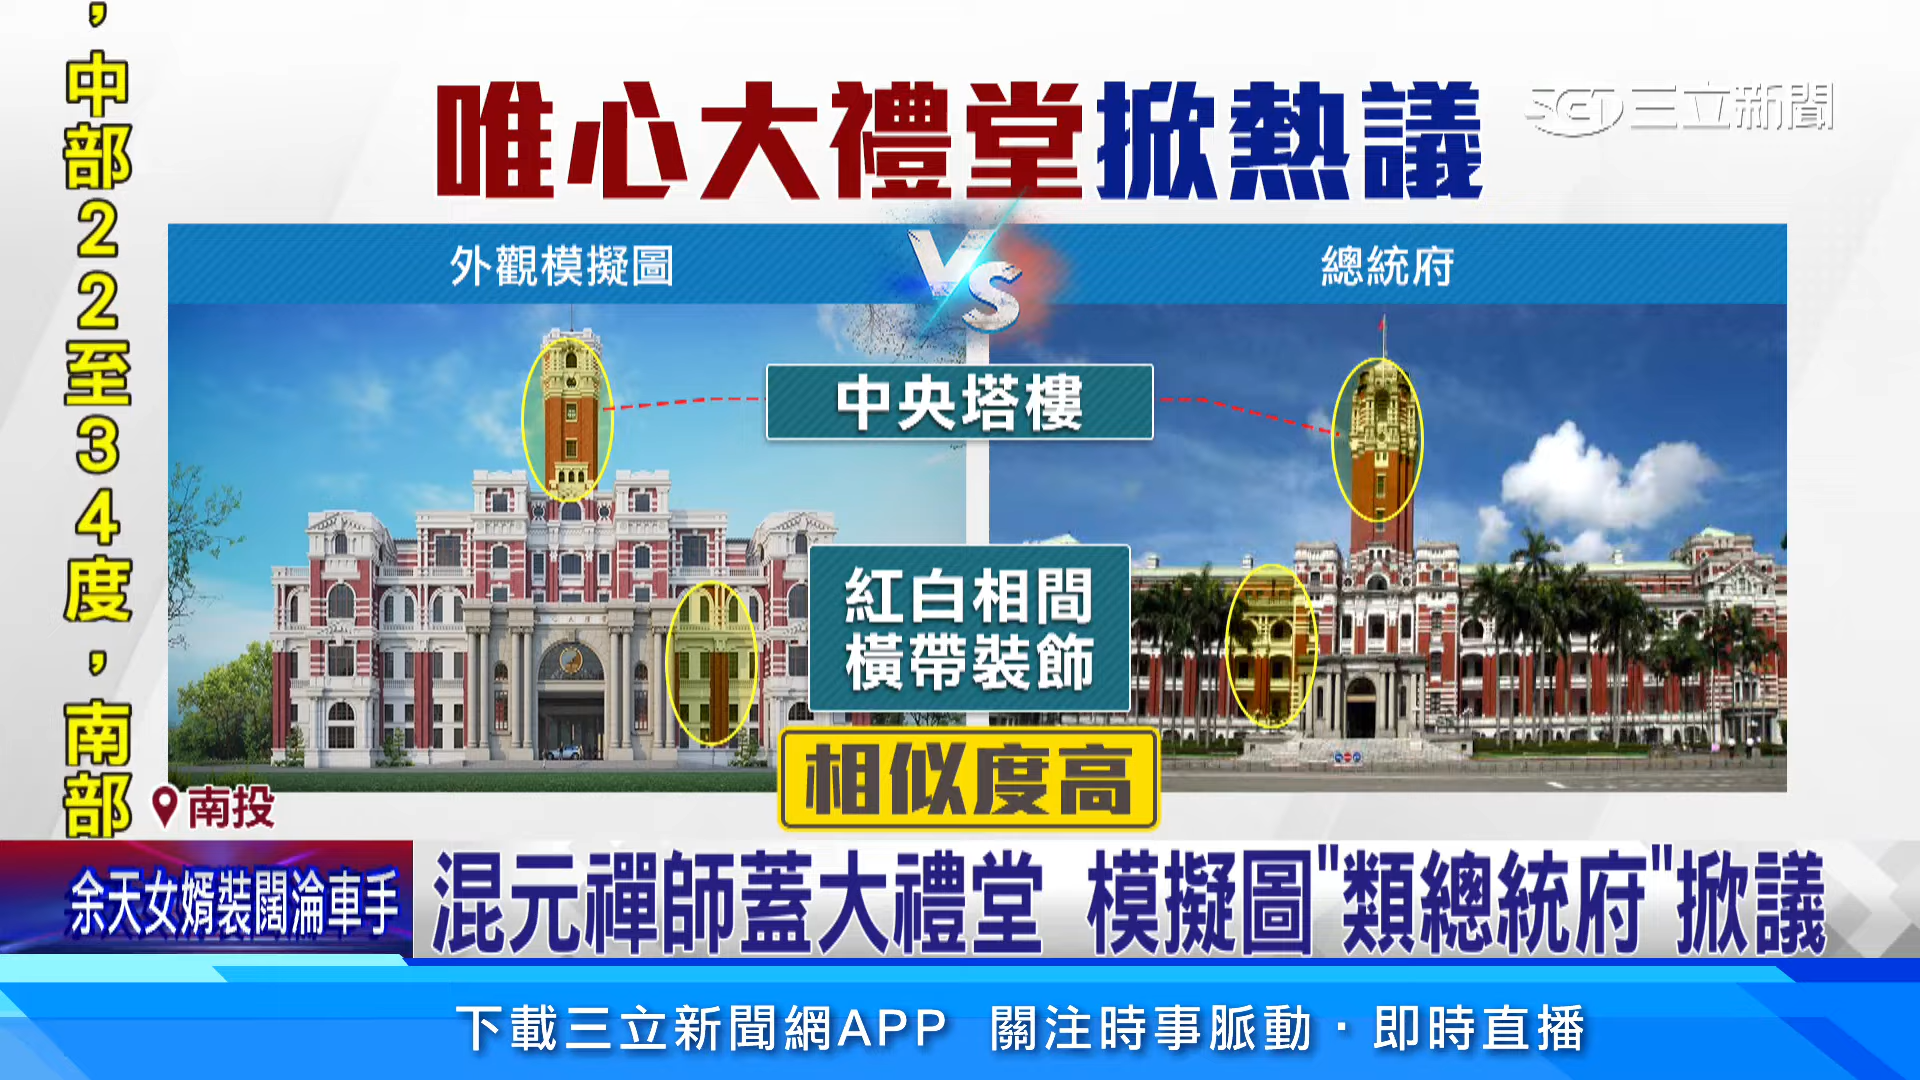 ，中部22至34度，南部
唯心大禮堂掀熱議
SET三立新聞
外觀模擬圖
VS
總統府
中央塔樓
紅白相間
橫帶裝飾
相似度高
南投
余天女婿裝闊淪車手
混元禪師蓋大禮堂 模擬圖"類總統府"掀議
下載三立新聞網APP 關注時事脈動·即時直播